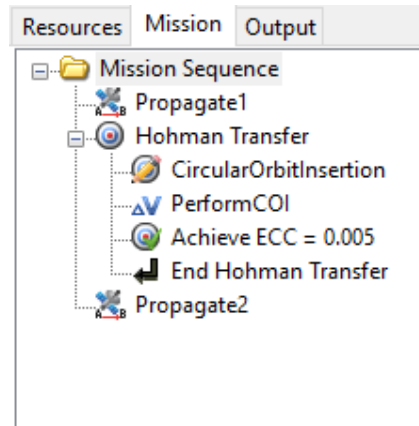 Resources Mission Output
Mission Sequence
Propagate1
Hohman Transfer
CircularOrbitInsertion
PerformCOI
Achieve ECC = 0.005
End Hohman Transfer
Propagate2